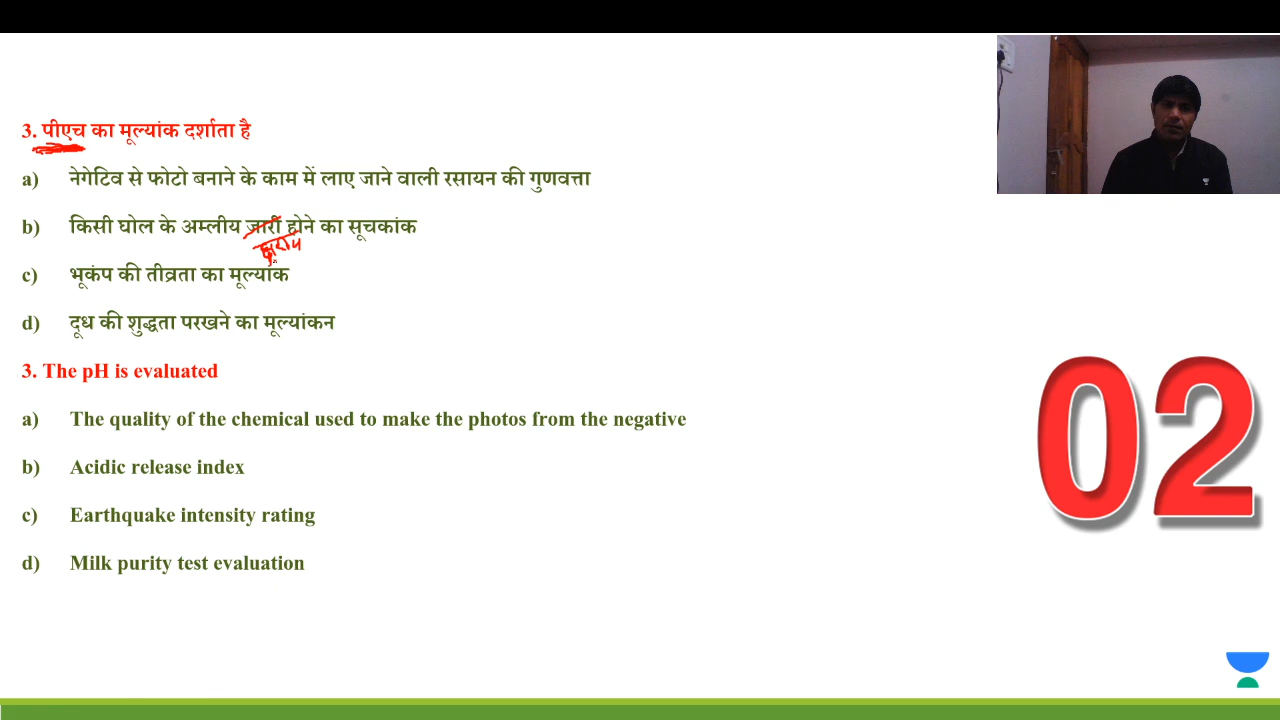 3. पीएच का मूल्यांक दर्शाता है
a) नेगेटिव से फोटो बनाने के काम में लाए जाने वाली रसायन की गुणवत्ता
b) किसी घोल के अम्लीय जारी होने का सूचकांक
c) भूकंप की तीव्रता का मूल्यांक
d) दूध की शुद्धता परखने का मूल्यांकन
3. The pH is evaluated
a) The quality of the chemical used to make the photos from the negative
b) Acidic release index
c) Earthquake intensity rating
d) Milk purity test evaluation
02